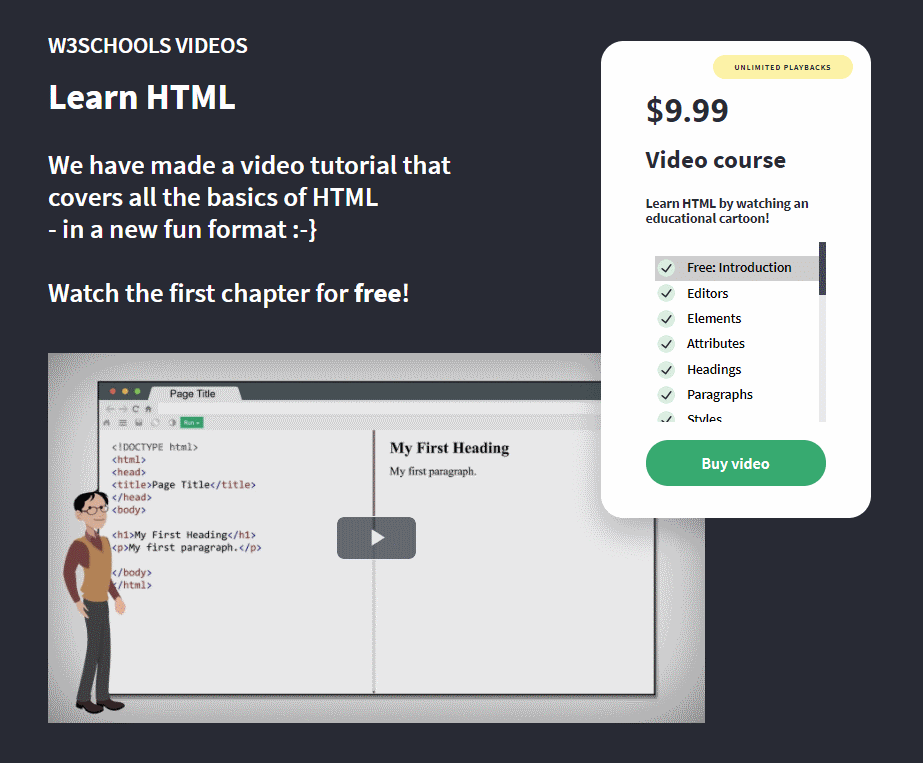 W3SCHOOLS VIDEOS
Learn HTML
We have made a video tutorial that
covers all the basics of HTML
- in a new fun format :-}
Watch the first chapter for free!
UNLIMITED PLAYBACKS
$9.99
Video course
Learn HTML by watching an
educational cartoon!
Free: Introduction
Editors
Elements
Attributes
Headings
Paragraphs
Styles
Buy video
Page Title
Run »
<!DOCTYPE html>
<html>
<head>
<title>Page Title</title>
</head>
<body>
<h1>My First Heading</h1>
<p>My first paragraph.</p>
</body>
</html>
My First Heading
My first paragraph.